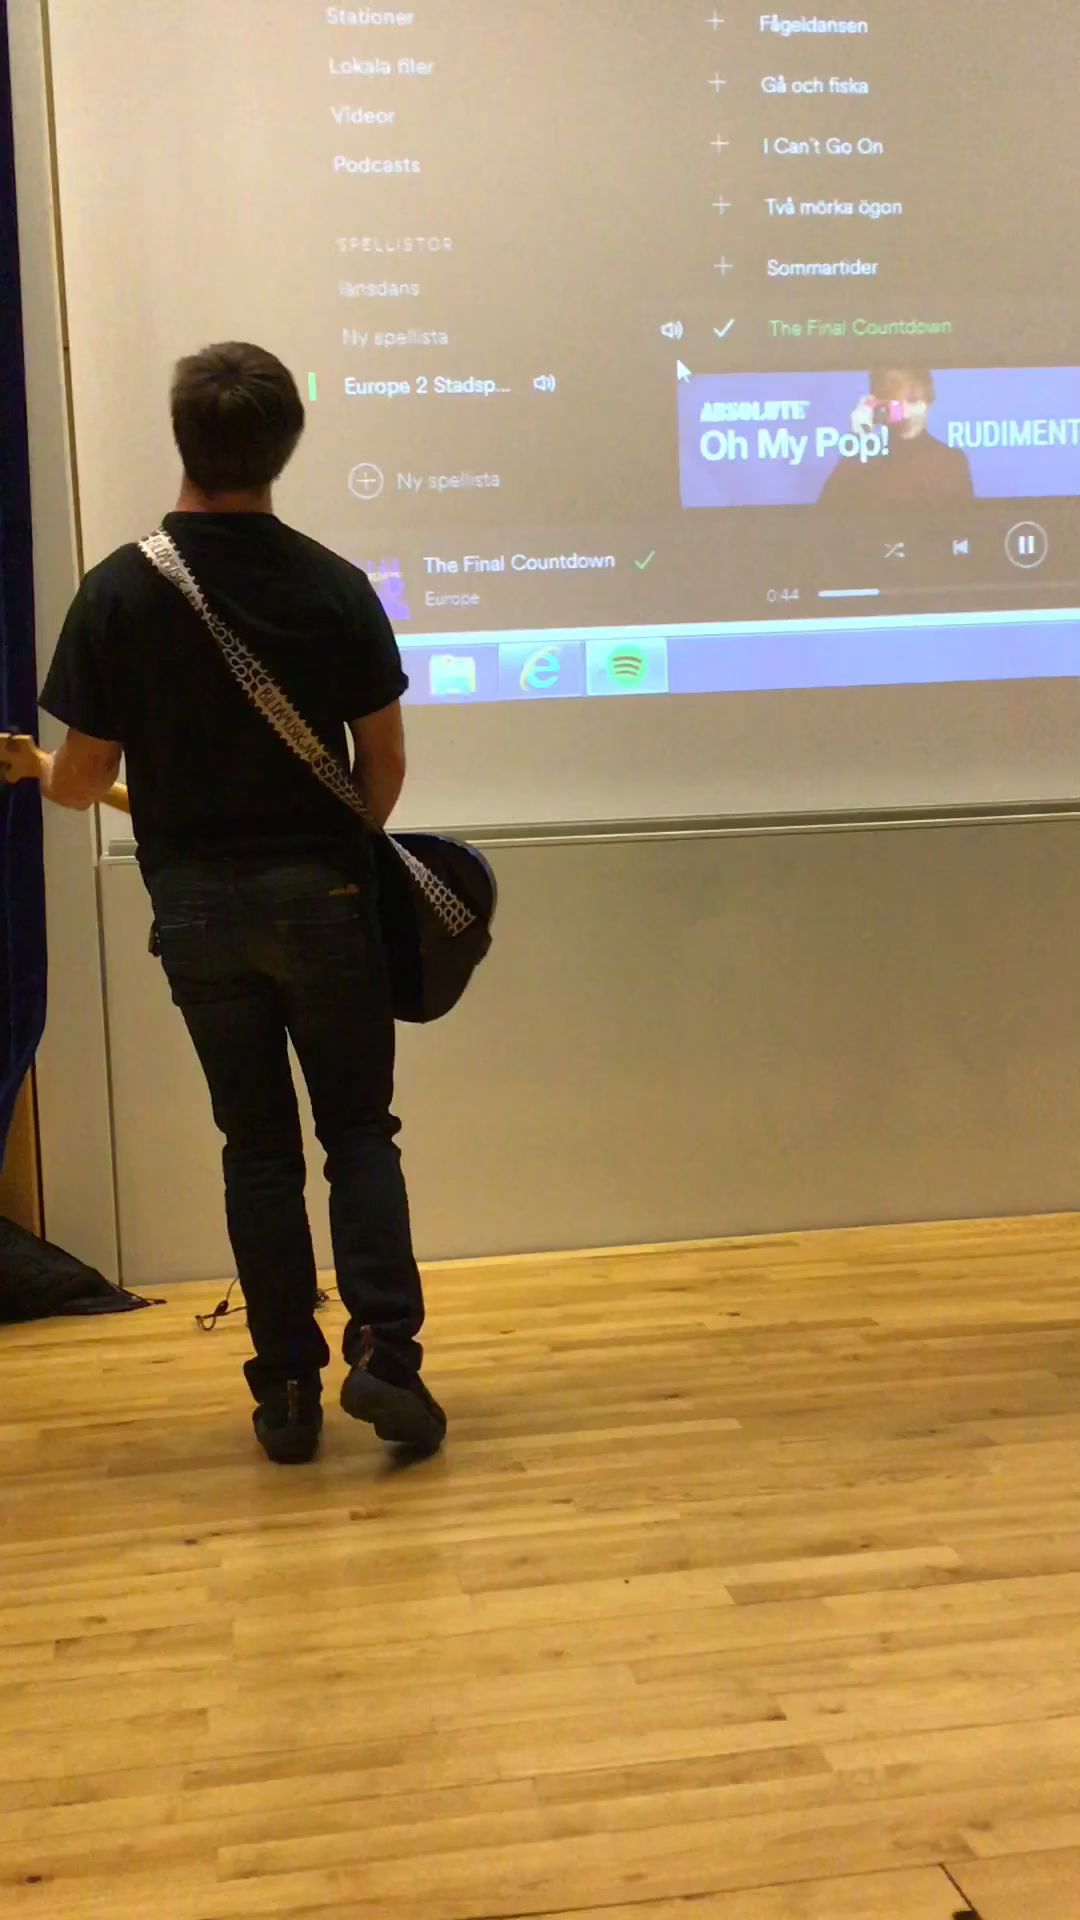 Stationer
Lokala filer
Videor
Podcasts
SPELLISTOR
länsdans
Ny spellista
Europe 2 Stadsp...
Ny spellista
Fågeldansen
Gå och fiska
I Can't Go On
Två mörka ögon
Sommartider
The Final Countdown
ABSOLUTE
Oh My Pop!
RUDIMENT
The Final Countdown
Europe
0:44